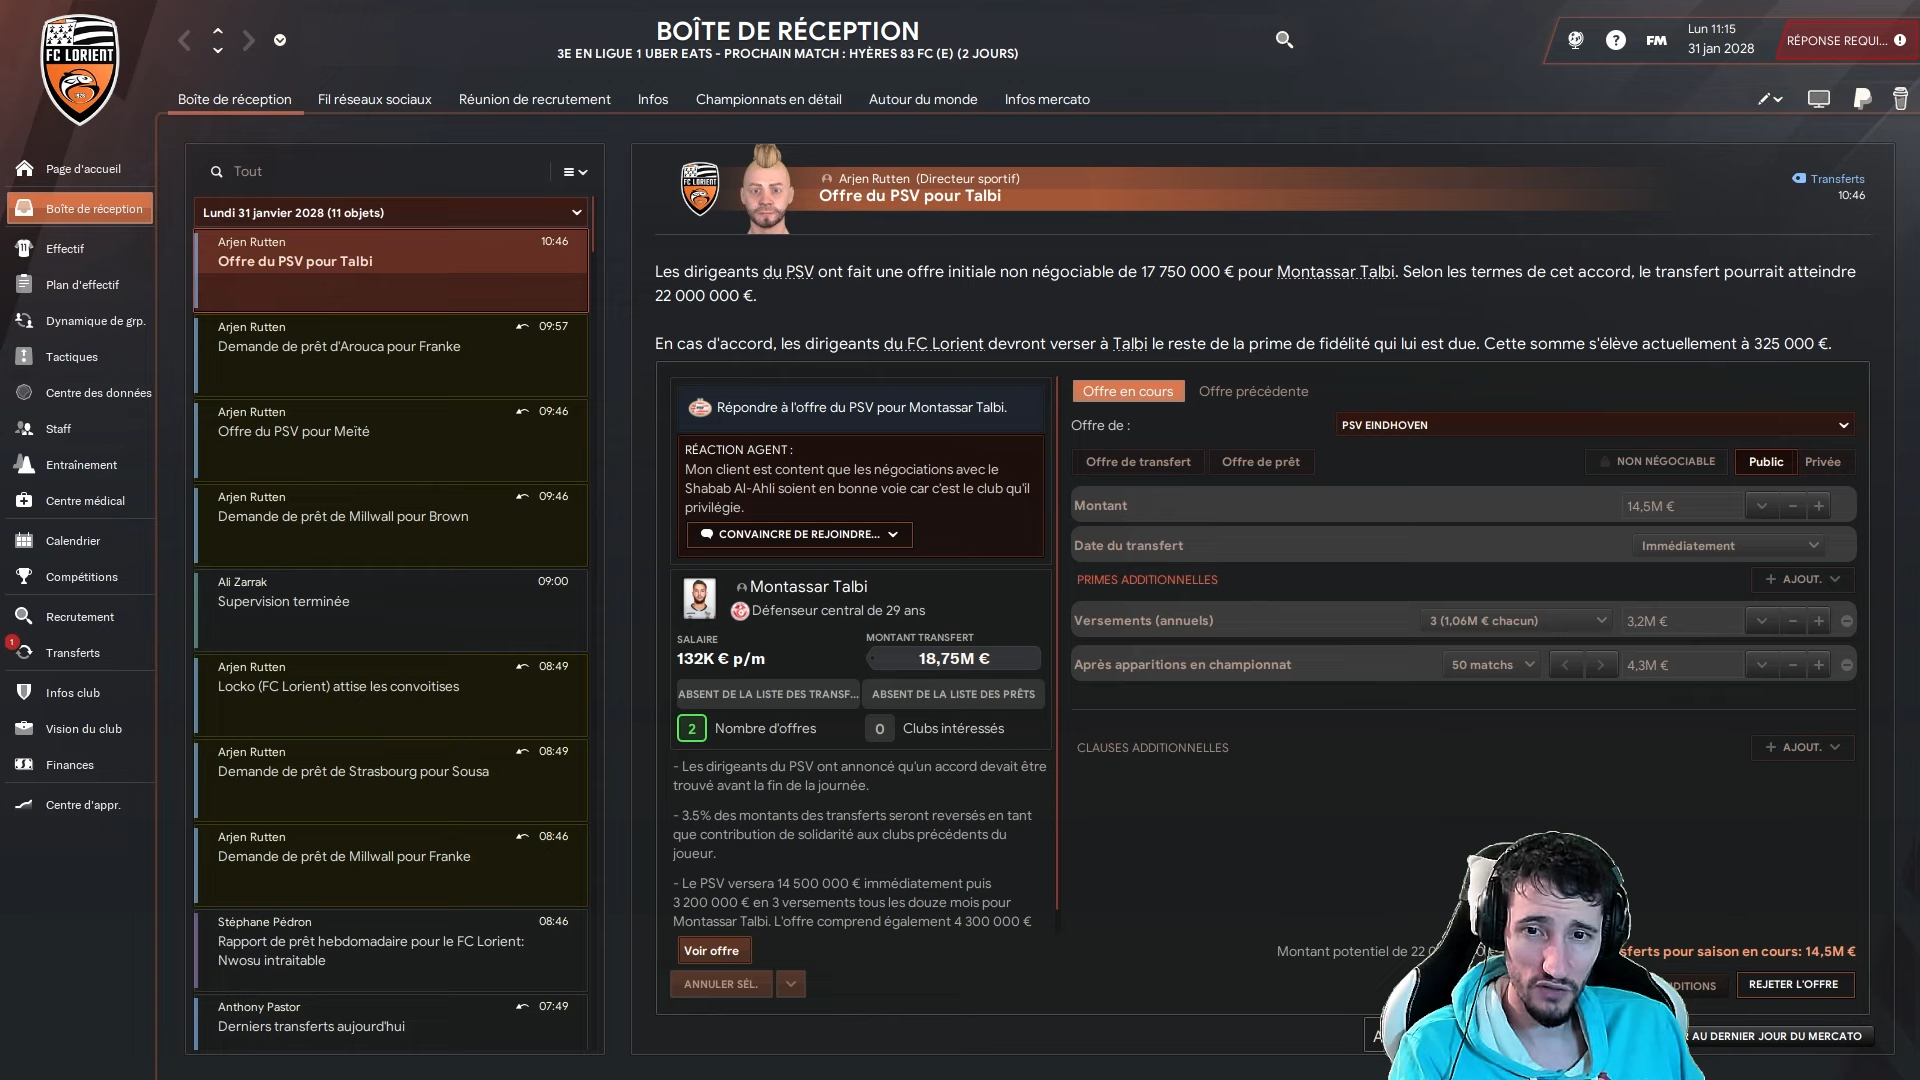 FC LORIENT
BOÎTE DE RÉCEPTION
3E EN LIGUE 1 UBER EATS - PROCHAIN MATCH : HYÈRES 83 FC (E) (2 JOURS)
FM
Lun 11:15
31 jan 2028
RÉPONSE REQUI...
Boîte de réception
Fil réseaux sociaux
Réunion de recrutement
Infos
Championnats en détail
Autour du monde
Infos mercato
Page d'accueil
Boîte de réception
Effectif
Plan d'effectif
Dynamique de grp.
Tactiques
Centre des données
Staff
Entraînement
Centre médical
Calendrier
Compétitions
Recrutement
1
Transferts
Infos club
Vision du club
Finances
Centre d'appr.
Tout
Lundi 31 janvier 2028 (11 objets)
Arjen Rutten 10:46
Offre du PSV pour Talbi
Arjen Rutten 09:57
Demande de prêt d'Arouca pour Franke
Arjen Rutten 09:46
Offre du PSV pour Meïté
Arjen Rutten 09:46
Demande de prêt de Millwall pour Brown
Ali Zarrak 09:00
Supervision terminée
Arjen Rutten 08:49
Locko (FC Lorient) attise les convoitises
Arjen Rutten 08:49
Demande de prêt de Strasbourg pour Sousa
Arjen Rutten 08:46
Demande de prêt de Millwall pour Franke
Stéphane Pédron 08:46
Rapport de prêt hebdomadaire pour le FC Lorient:
Nwosu intraitable
Anthony Pastor 07:49
Derniers transferts aujourd'hui
FC LORIENT
Arjen Rutten (Directeur sportif)
Offre du PSV pour Talbi
Transferts
10:46
Les dirigeants du PSV ont fait une offre initiale non négociable de 17 750 000 € pour Montassar Talbi. Selon les termes de cet accord, le transfert pourrait atteindre
22 000 000 €.
En cas d'accord, les dirigeants du FC Lorient devront verser à Talbi le reste de la prime de fidélité qui lui est due. Cette somme s'élève actuellement à 325 000 €.
Répondre à l'offre du PSV pour Montassar Talbi.
RÉACTION AGENT :
Mon client est content que les négociations avec le
Shabab Al-Ahli soient en bonne voie car c'est le club qu'il
privilégie.
CONVAINCRE DE REJOINDRE...
Montassar Talbi
Défenseur central de 29 ans
SALAIRE
132K € p/m
MONTANT TRANSFERT
18,75M €
ABSENT DE LA LISTE DES TRANSF...
ABSENT DE LA LISTE DES PRÊTS
2 Nombre d'offres
0 Clubs intéressés
- Les dirigeants du PSV ont annoncé qu'un accord devait être
trouvé avant la fin de la journée.
- 3.5% des montants des transferts seront reversés en tant
que contribution de solidarité aux clubs précédents du
joueur.
- Le PSV versera 14 500 000 € immédiatement puis
3 200 000 € en 3 versements tous les douze mois pour
Montassar Talbi. L'offre comprend également 4 300 000 €
Voir offre
ANNULER SÉL.
Offre en cours
Offre précédente
Offre de :
PSV EINDHOVEN
Offre de transfert
Offre de prêt
NON NÉGOCIABLE
Public
Privée
Montant 14,5M €
Date du transfert Immédiatement
PRIMES ADDITIONNELLES
+ AJOUT.
Versements (annuels) 3 (1,06M € chacun) 3,2M €
Après apparitions en championnat 50 matchs 4,3M €
CLAUSES ADDITIONNELLES
+ AJOUT.
Montant potentiel de 22
sferts pour saison en cours: 14,5M €
REJETER L'OFFRE
AU DERNIER JOUR DU MERCATO